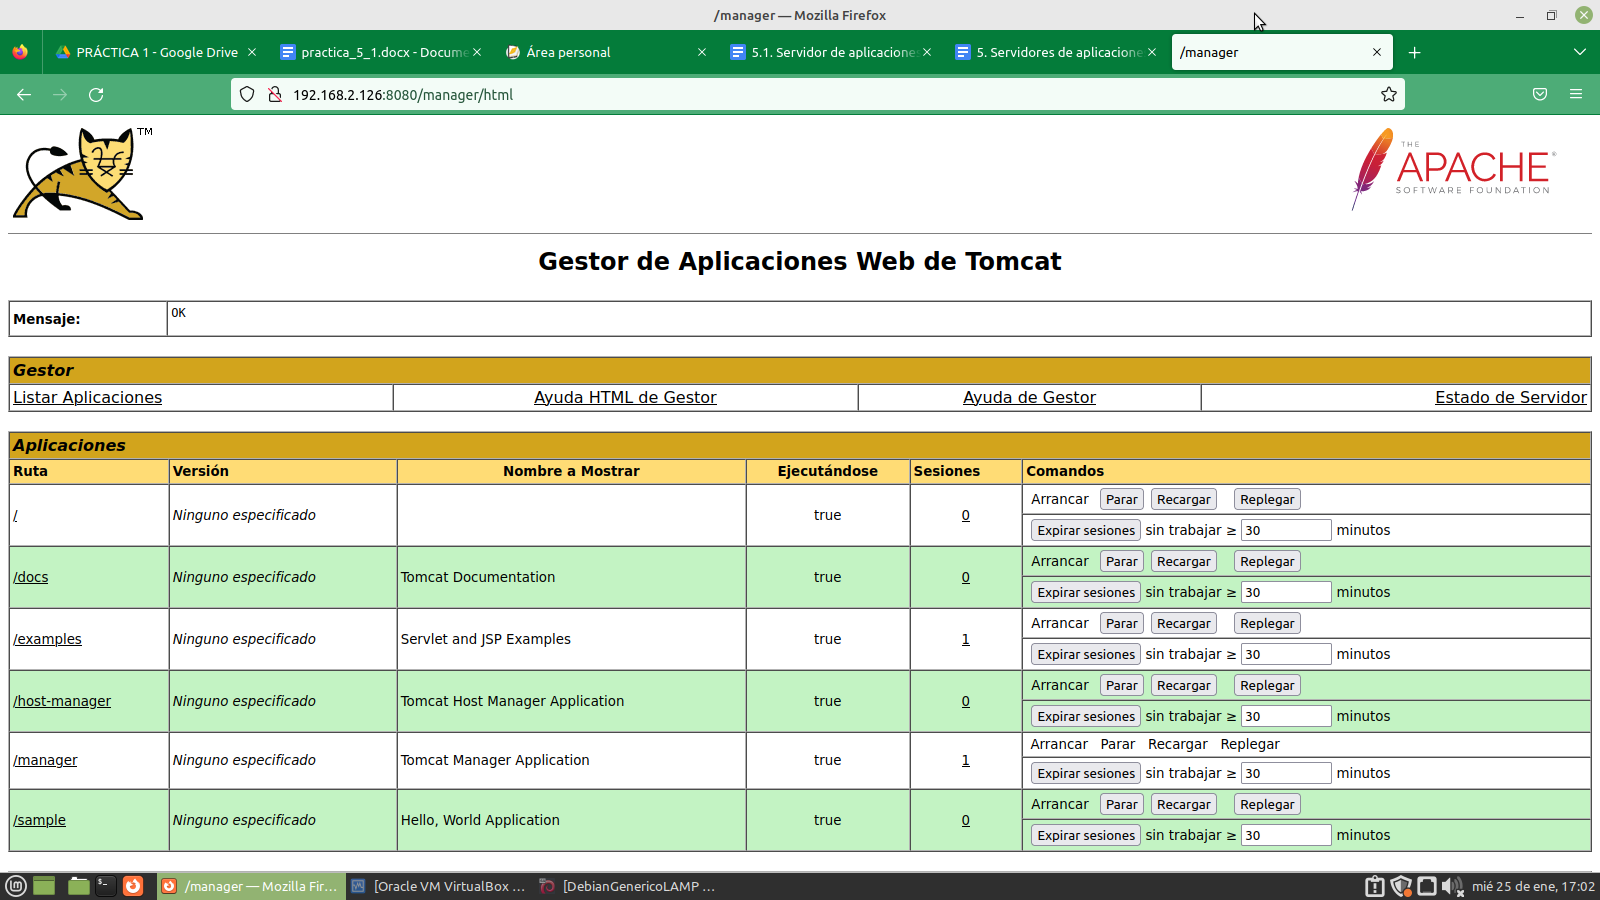 /manager — Mozilla Firefox
PRÁCTICA 1 - Google Drive
practica_5_1.docx - Docume
Área personal
5.1. Servidor de aplicaciones
5. Servidores de aplicacione
/manager
192.168.2.126:8080/manager/html
TM
THE
APACHE®
SOFTWARE FOUNDATION
Gestor de Aplicaciones Web de Tomcat
Mensaje: OK
Gestor
Listar Aplicaciones Ayuda HTML de Gestor Ayuda de Gestor Estado de Servidor
Aplicaciones
Ruta Versión Nombre a Mostrar Ejecutándose Sesiones Comandos
Arrancar Parar Recargar Replegar
/ Ninguno especificado true 0
Expirar sesiones sin trabajar ≥ 30 minutos
Arrancar Parar Recargar Replegar
/docs Ninguno especificado Tomcat Documentation true 0
Expirar sesiones sin trabajar ≥ 30 minutos
Arrancar Parar Recargar Replegar
/examples Ninguno especificado Servlet and JSP Examples true 1
Expirar sesiones sin trabajar ≥ 30 minutos
Arrancar Parar Recargar Replegar
/host-manager Ninguno especificado Tomcat Host Manager Application true 0
Expirar sesiones sin trabajar ≥ 30 minutos
Arrancar Parar Recargar Replegar
/manager Ninguno especificado Tomcat Manager Application true 1
Expirar sesiones sin trabajar ≥ 30 minutos
Arrancar Parar Recargar Replegar
/sample Ninguno especificado Hello, World Application true 0
Expirar sesiones sin trabajar ≥ 30 minutos
/manager — Mozilla Fir... [Oracle VM VirtualBox ... [DebianGenericoLAMP ... mié 25 de ene, 17:02